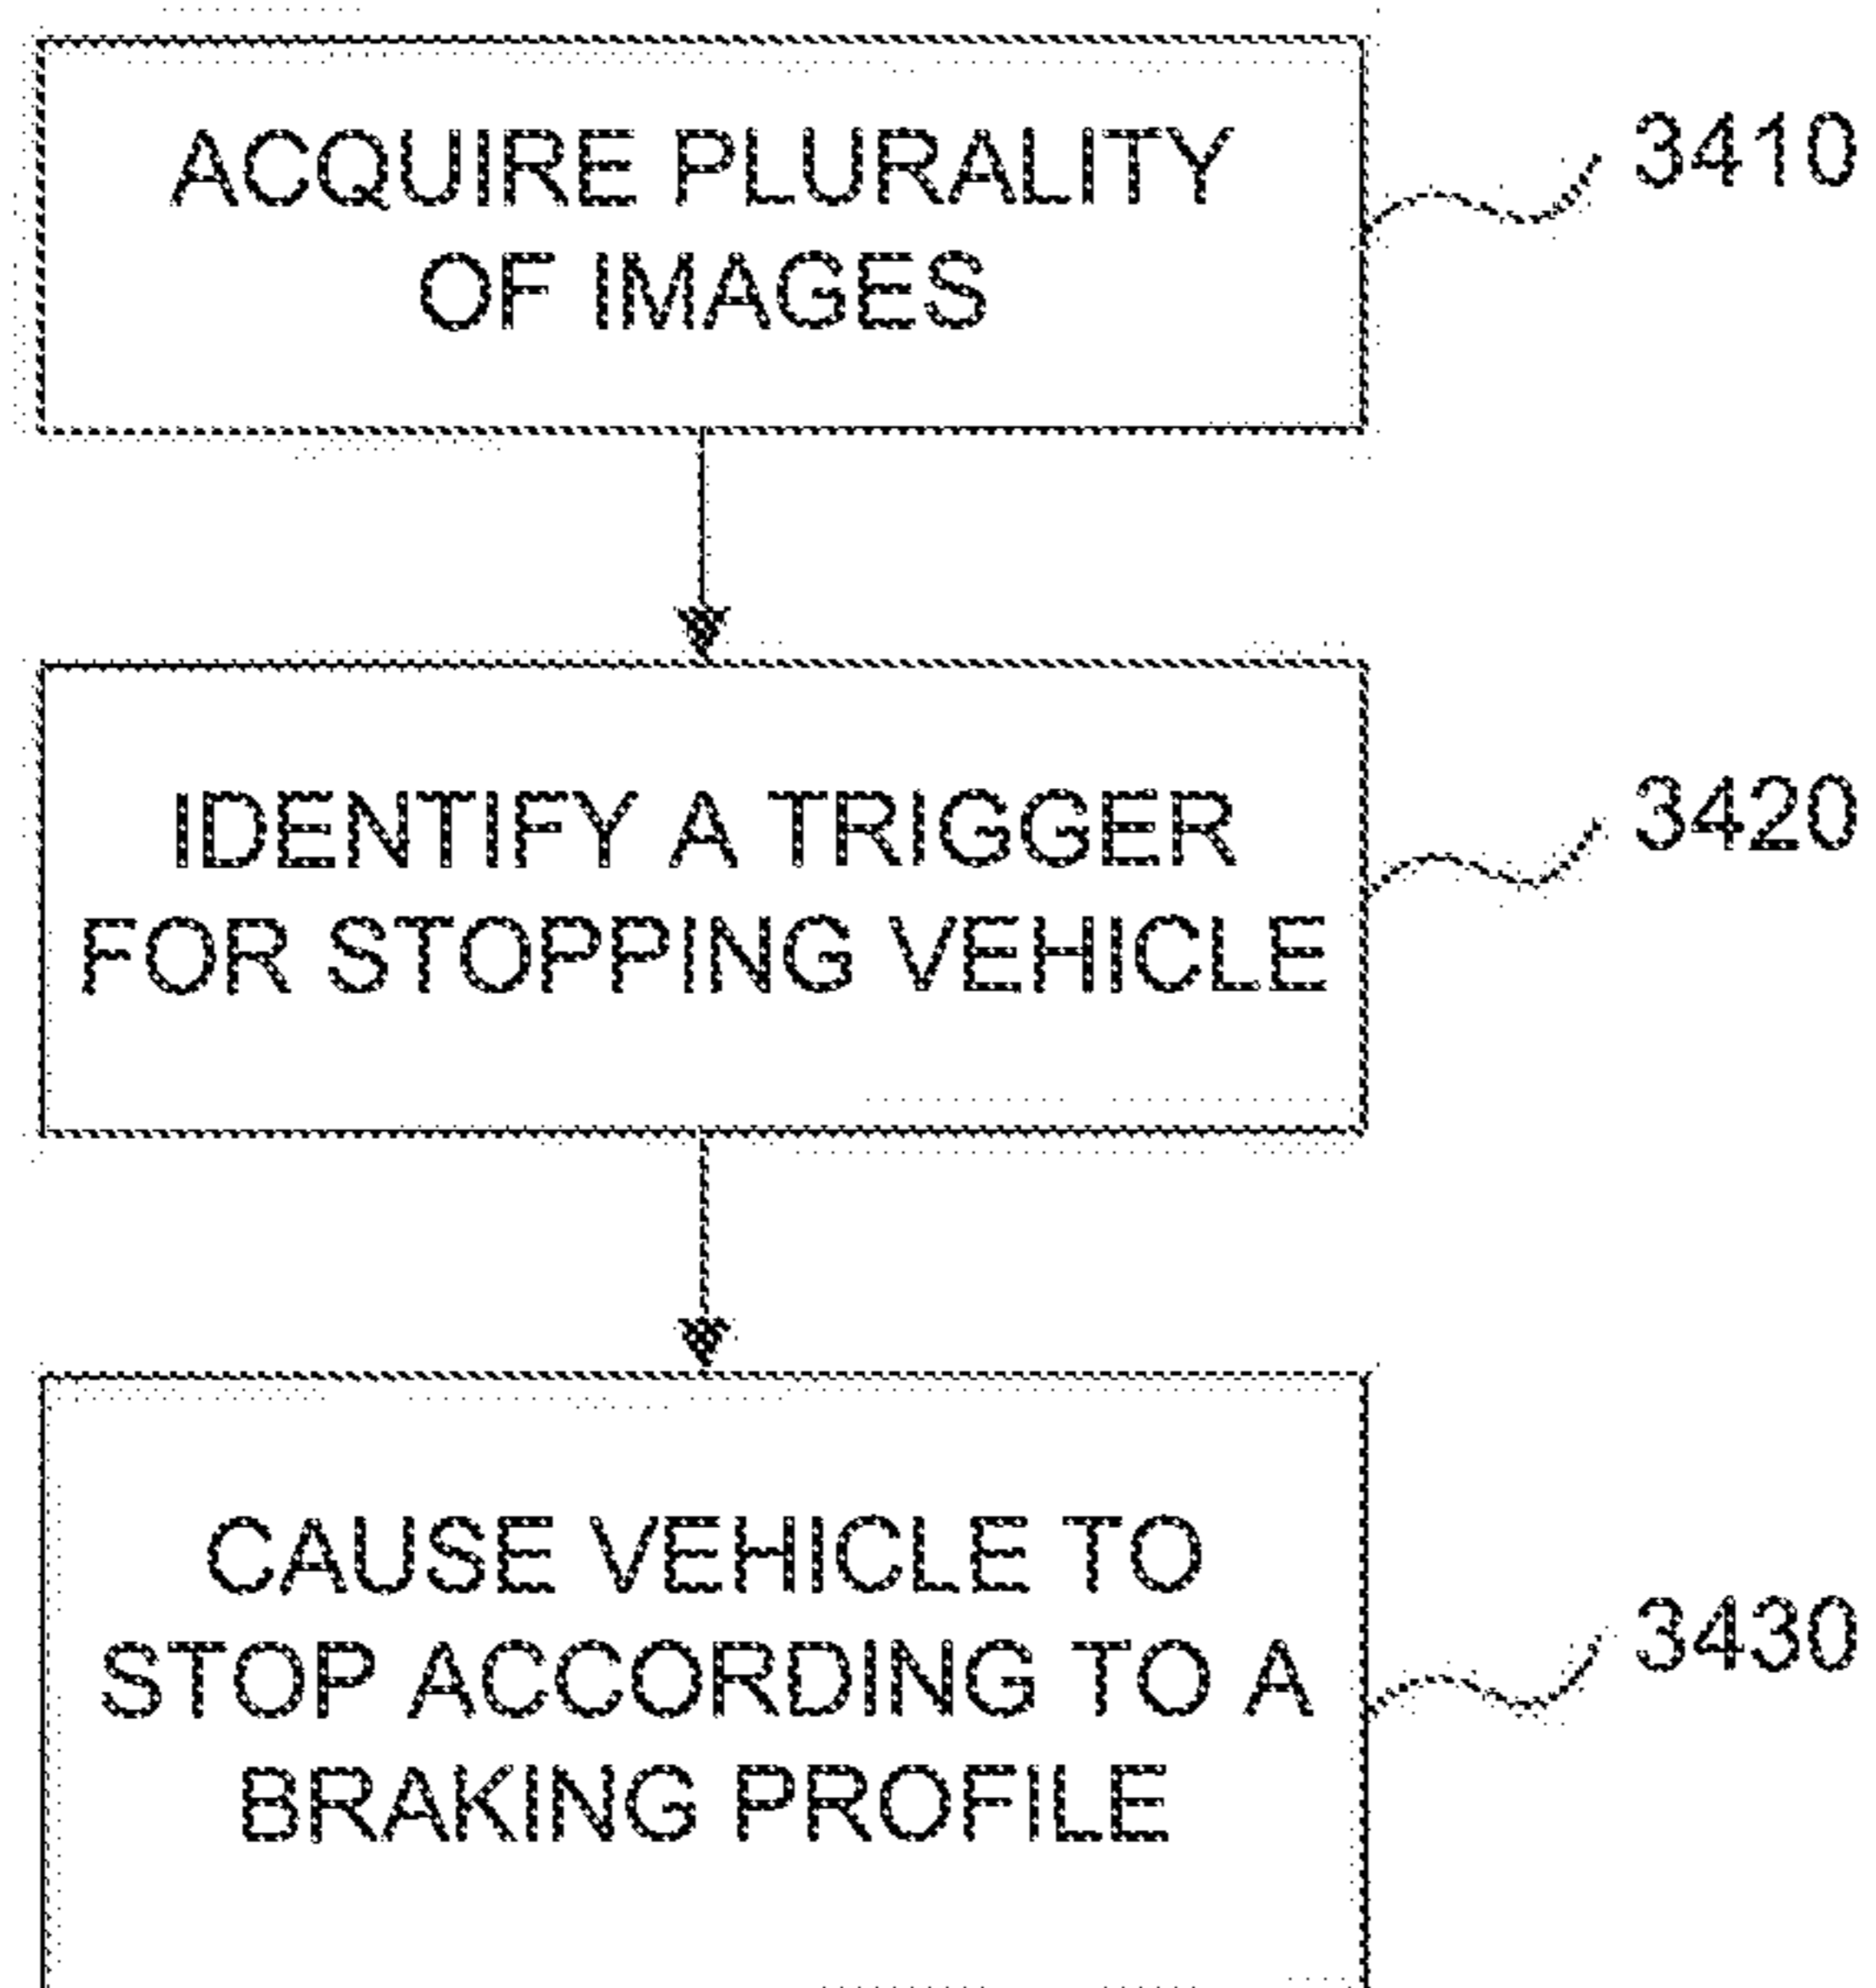 ACQUIRE PLURALITY
OF IMAGES
3410
IDENTIFY A TRIGGER
FOR STOPPING VEHICLE
3420
CAUSE VEHICLE TO
STOP ACCORDING TO A
BRAKING PROFILE
3430